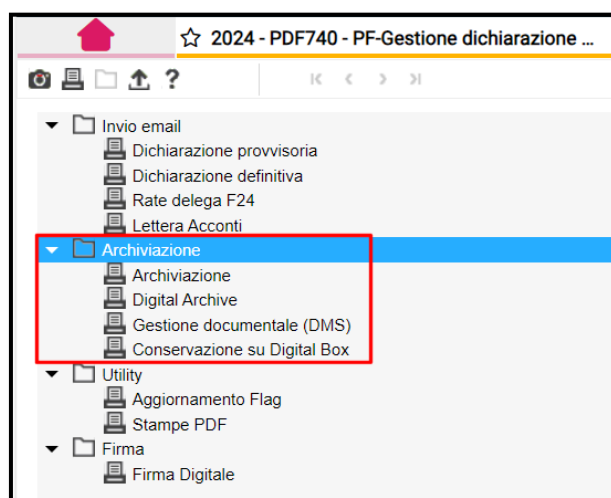 2024 - PDF740 - PF-Gestione dichiarazione ...
?
Invio email
Dichiarazione provvisoria
Dichiarazione definitiva
Rate delega F24
Lettera Acconti
Archiviazione
Archiviazione
Digital Archive
Gestione documentale (DMS)
Conservazione su Digital Box
Utility
Aggiornamento Flag
Stampe PDF
Firma
Firma Digitale